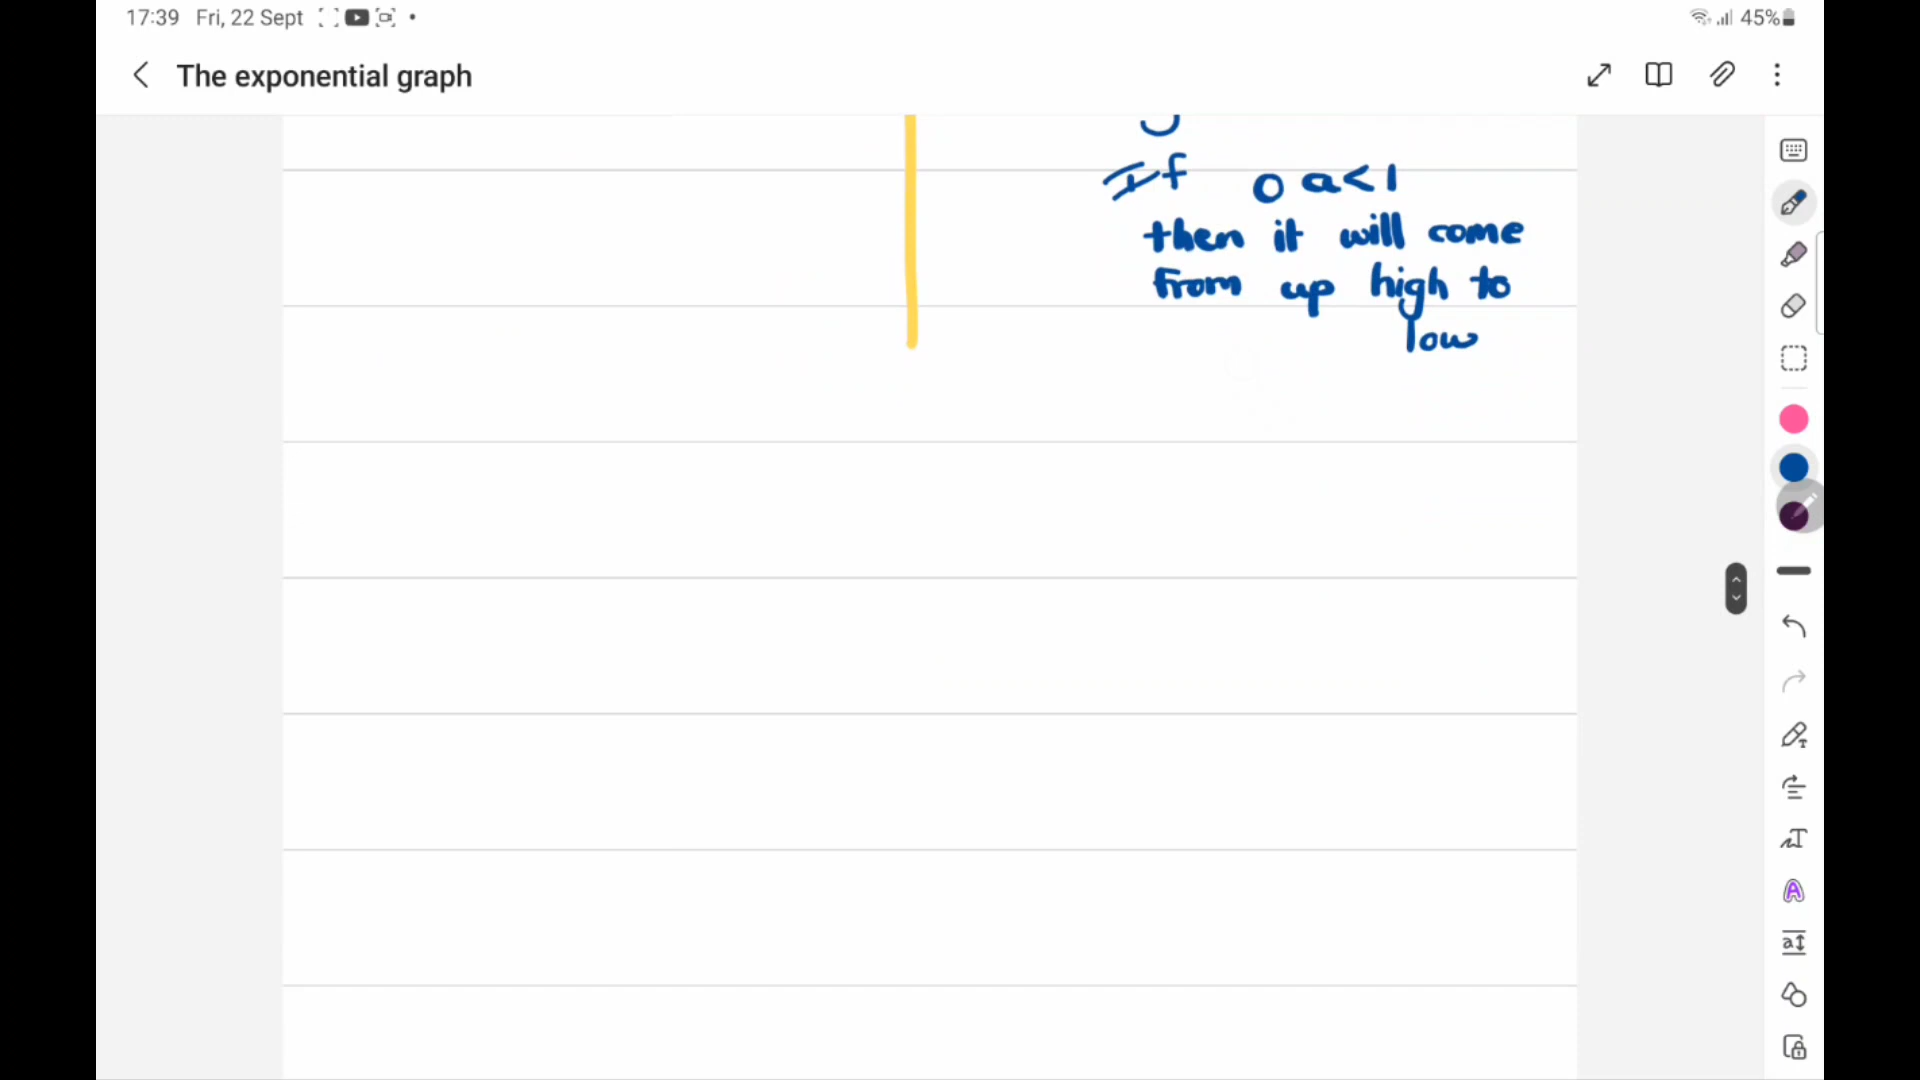 17:39 Fri, 22 Sept
45%
The exponential graph
If 0 a<1
then it will come
from up high to
low